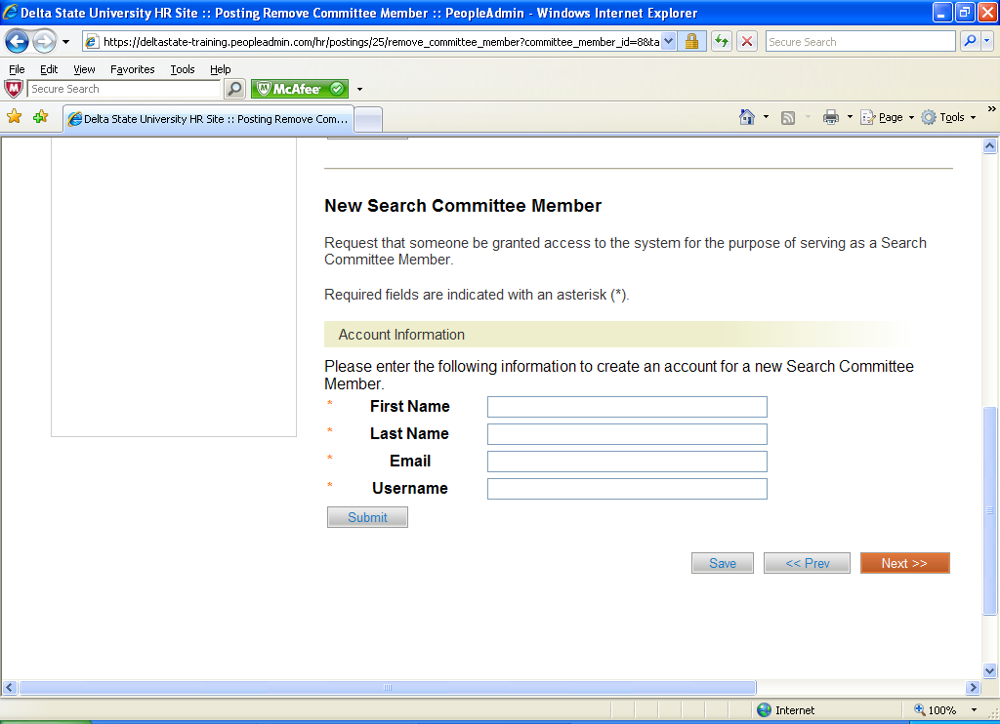 Delta State University HR Site :: Posting Remove Committee Member :: PeopleAdmin - Windows Internet Explorer
https://deltastate-training.peopleadmin.com/hr/postings/25/remove_committee_member?committee_member_id=8&ta
Secure Search
File Edit View Favorites Tools Help
Secure Search
McAfee
Delta State University HR Site :: Posting Remove Com...
Page
Tools
»
New Search Committee Member
Request that someone be granted access to the system for the purpose of serving as a Search
Committee Member.
Required fields are indicated with an asterisk (*).
Account Information
Please enter the following information to create an account for a new Search Committee
Member.
* First Name
* Last Name
* Email
* Username
Submit
Save
<< Prev
Next >>
Internet
100%